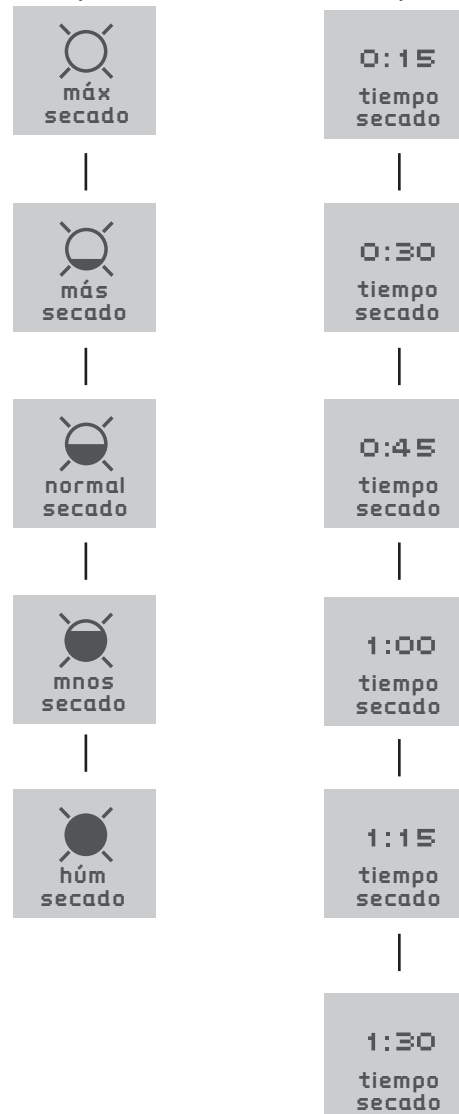 máx
secado
más
secado
normal
secado
mnos
secado
húm
secado
0:15
tiempo
secado
0:30
tiempo
secado
0:45
tiempo
secado
1:00
tiempo
secado
1:15
tiempo
secado
1:30
tiempo
secado